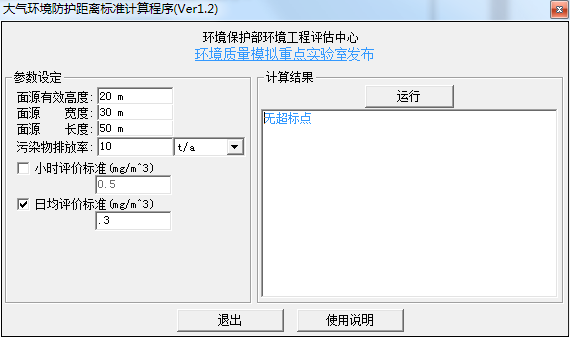 大气环境防护距离标准计算程序(Ver1.2)
环境保护部环境工程评估中心
环境质量模拟重点实验室发布
参数设定
面源有效高度: 20 m
面源 宽度: 30 m
面源 长度: 50 m
污染物排放率: 10 t/a
小时评价标准(mg/m^3)
0.5
日均评价标准(mg/m^3)
.3
计算结果
运行
无超标点
退出 使用说明